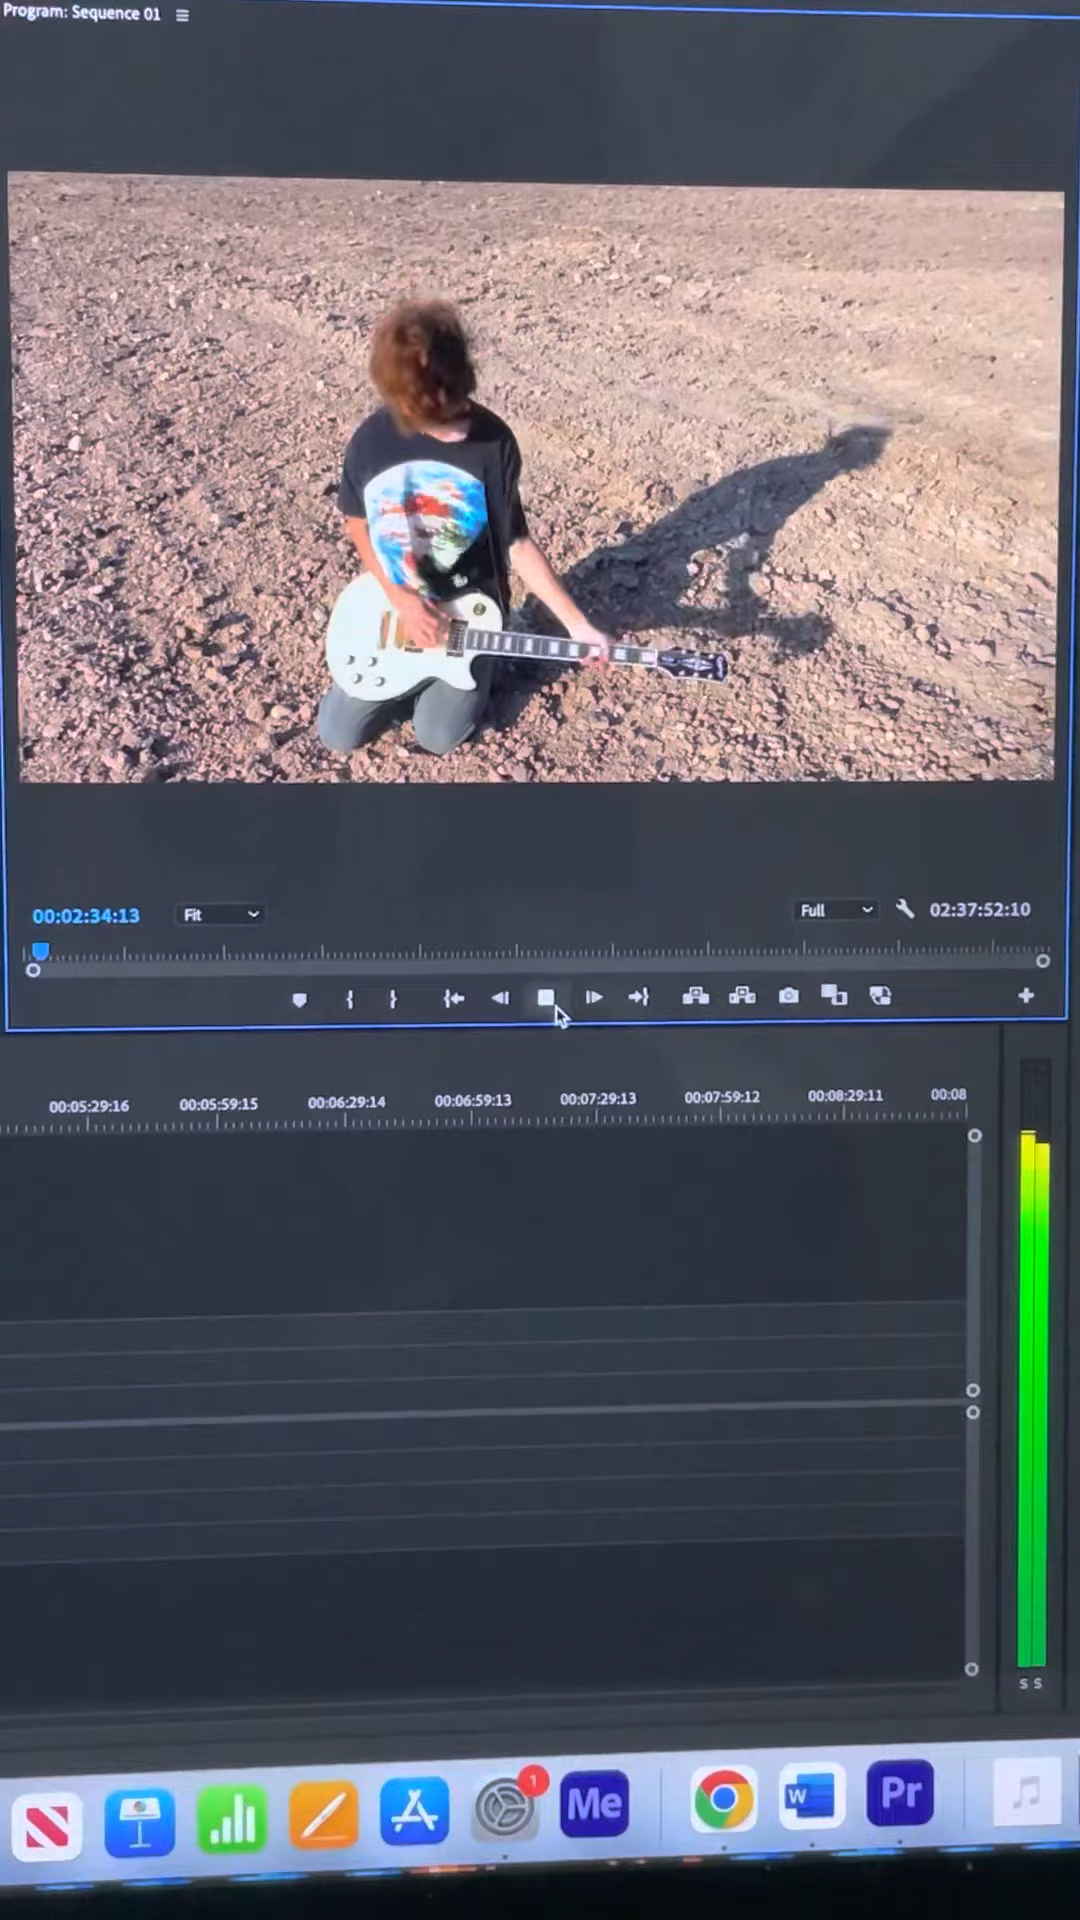 Program: Sequence 01
00:02:34:13
Fit
Full
02:37:52:10
00:05:29:16
00:05:59:15
00:06:29:14
00:06:59:13
00:07:29:13
00:07:59:12
00:08:29:11
00:08
S S
1
Me
W
Pr